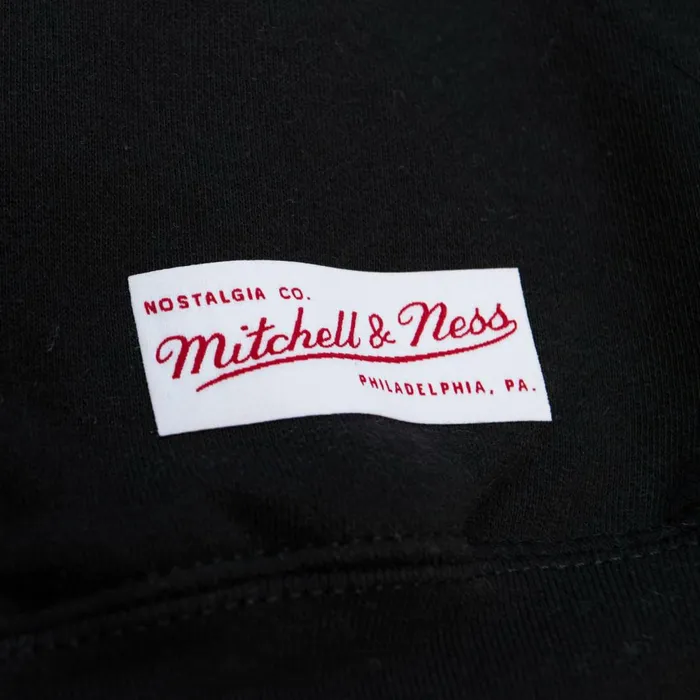 NOSTALGIA CO.
Mitchell & Ness
PHILADELPHIA, PA.